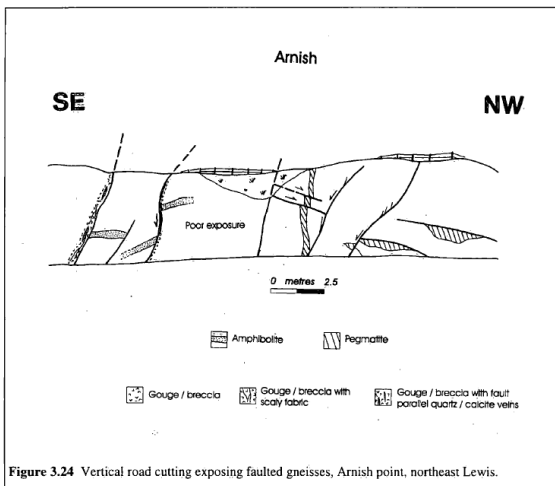 Arnish
SE
NW
Poor exposure
0 metres 2.5
Amphibolite
Pegmatite
Gouge / breccia
Gouge / breccia with
scaly fabric
Gouge / breccia with fault
parallel quartz / calcite veins
Figure 3.24 Vertical road cutting exposing faulted gneisses, Arnish point, northeast Lewis.